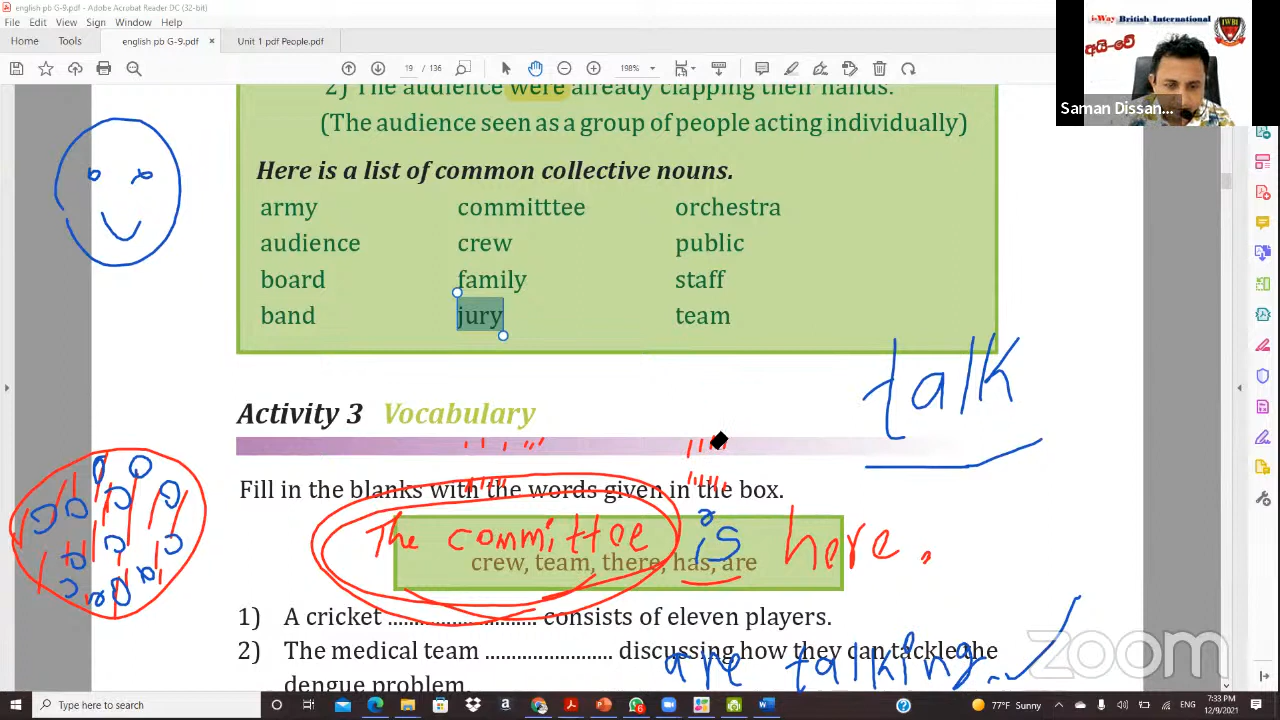 english pb G-9.pdf - Adobe Acrobat Reader DC (32-bit)
File Edit View Sign Window Help
Home Tools english pb G-9.pdf × Unit 1 pdf People.pdf
19 / 136 198%
i-Way British International
IWBI
අයි-වේ
Saman Dissan...
2) The audience were already clapping their hands.
(The audience seen as a group of people acting individually)
Here is a list of common collective nouns.
army committtee orchestra
audience crew public
board family staff
band jury team
talk
Activity 3 Vocabulary
Fill in the blanks with the words given in the box.
The committee is here.
crew, team, there, has, are
1) A cricket .......................... consists of eleven players.
2) The medical team ...................... discussing how they can tackle the
are talking.
dengue problem.
zoom
Type here to search
77°F Sunny
ENG
7:33 PM
12/9/2021